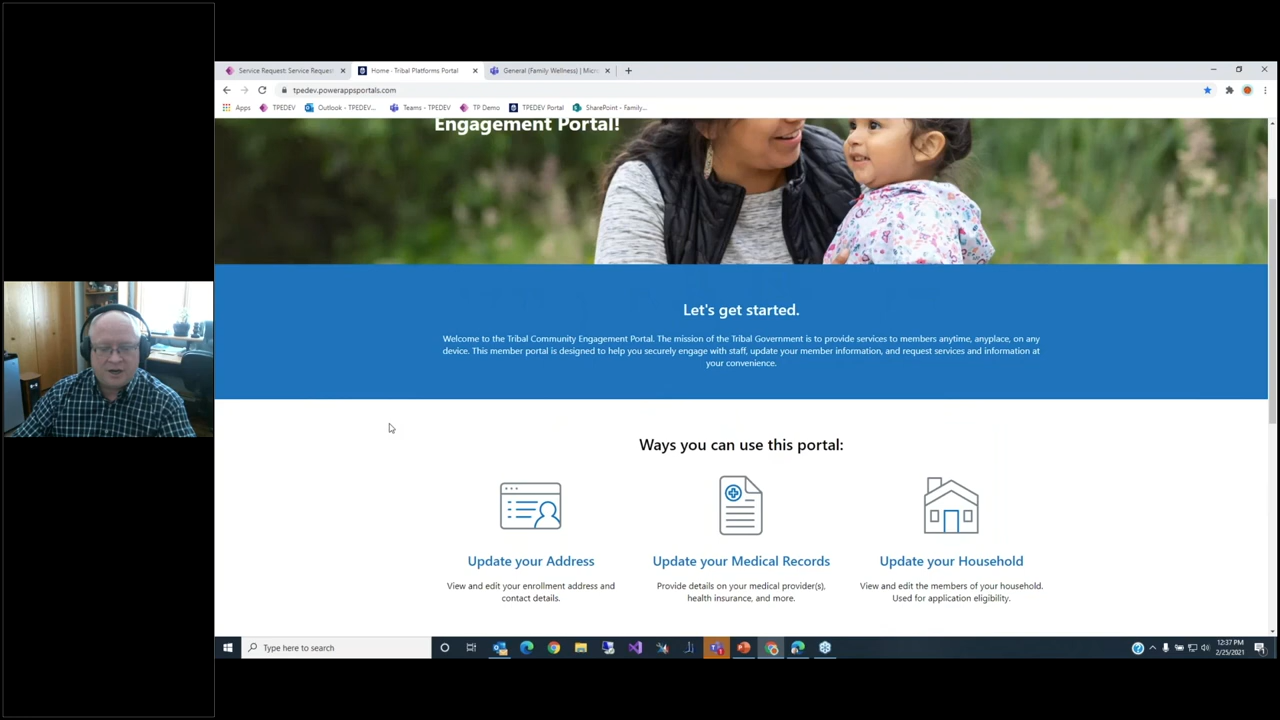 Service Request: Service Reques
Home · Tribal Platforms Portal
General (Family Wellness) | Micro
tpedev.powerappsportals.com
Apps
TPEDEV
Outlook - TPEDEV...
Teams - TPEDEV
TP Demo
TPEDEV Portal
SharePoint - Family...
Engagement Portal!
Let's get started.
Welcome to the Tribal Community Engagement Portal. The mission of the Tribal Government is to provide services to members anytime, anyplace, on any
device. This member portal is designed to help you securely engage with staff, update your member information, and request services and information at
your convenience.
Ways you can use this portal:
Update your Address
View and edit your enrollment address and
contact details.
Update your Medical Records
Provide details on your medical provider(s),
health insurance, and more.
Update your Household
View and edit the members of your household.
Used for application eligibility.
Type here to search
12:37 PM
2/25/2021